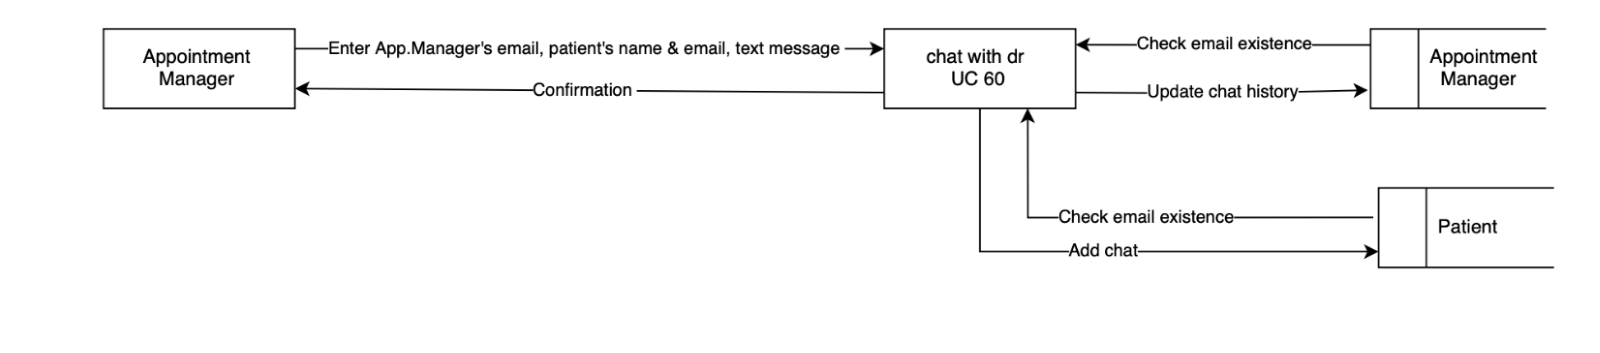 Appointment
Manager
Enter App.Manager's email, patient's name & email, text message
Confirmation
chat with dr
UC 60
Check email existence
Update chat history
Appointment
Manager
Check email existence
Add chat
Patient